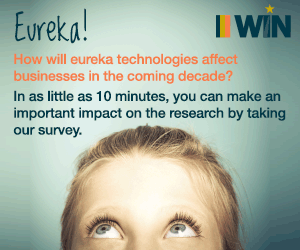 Eureka!
WIN
How will eureka technologies affect
businesses in the coming decade?
In as little as 10 minutes, you can make an
important impact on the research by taking
our survey.